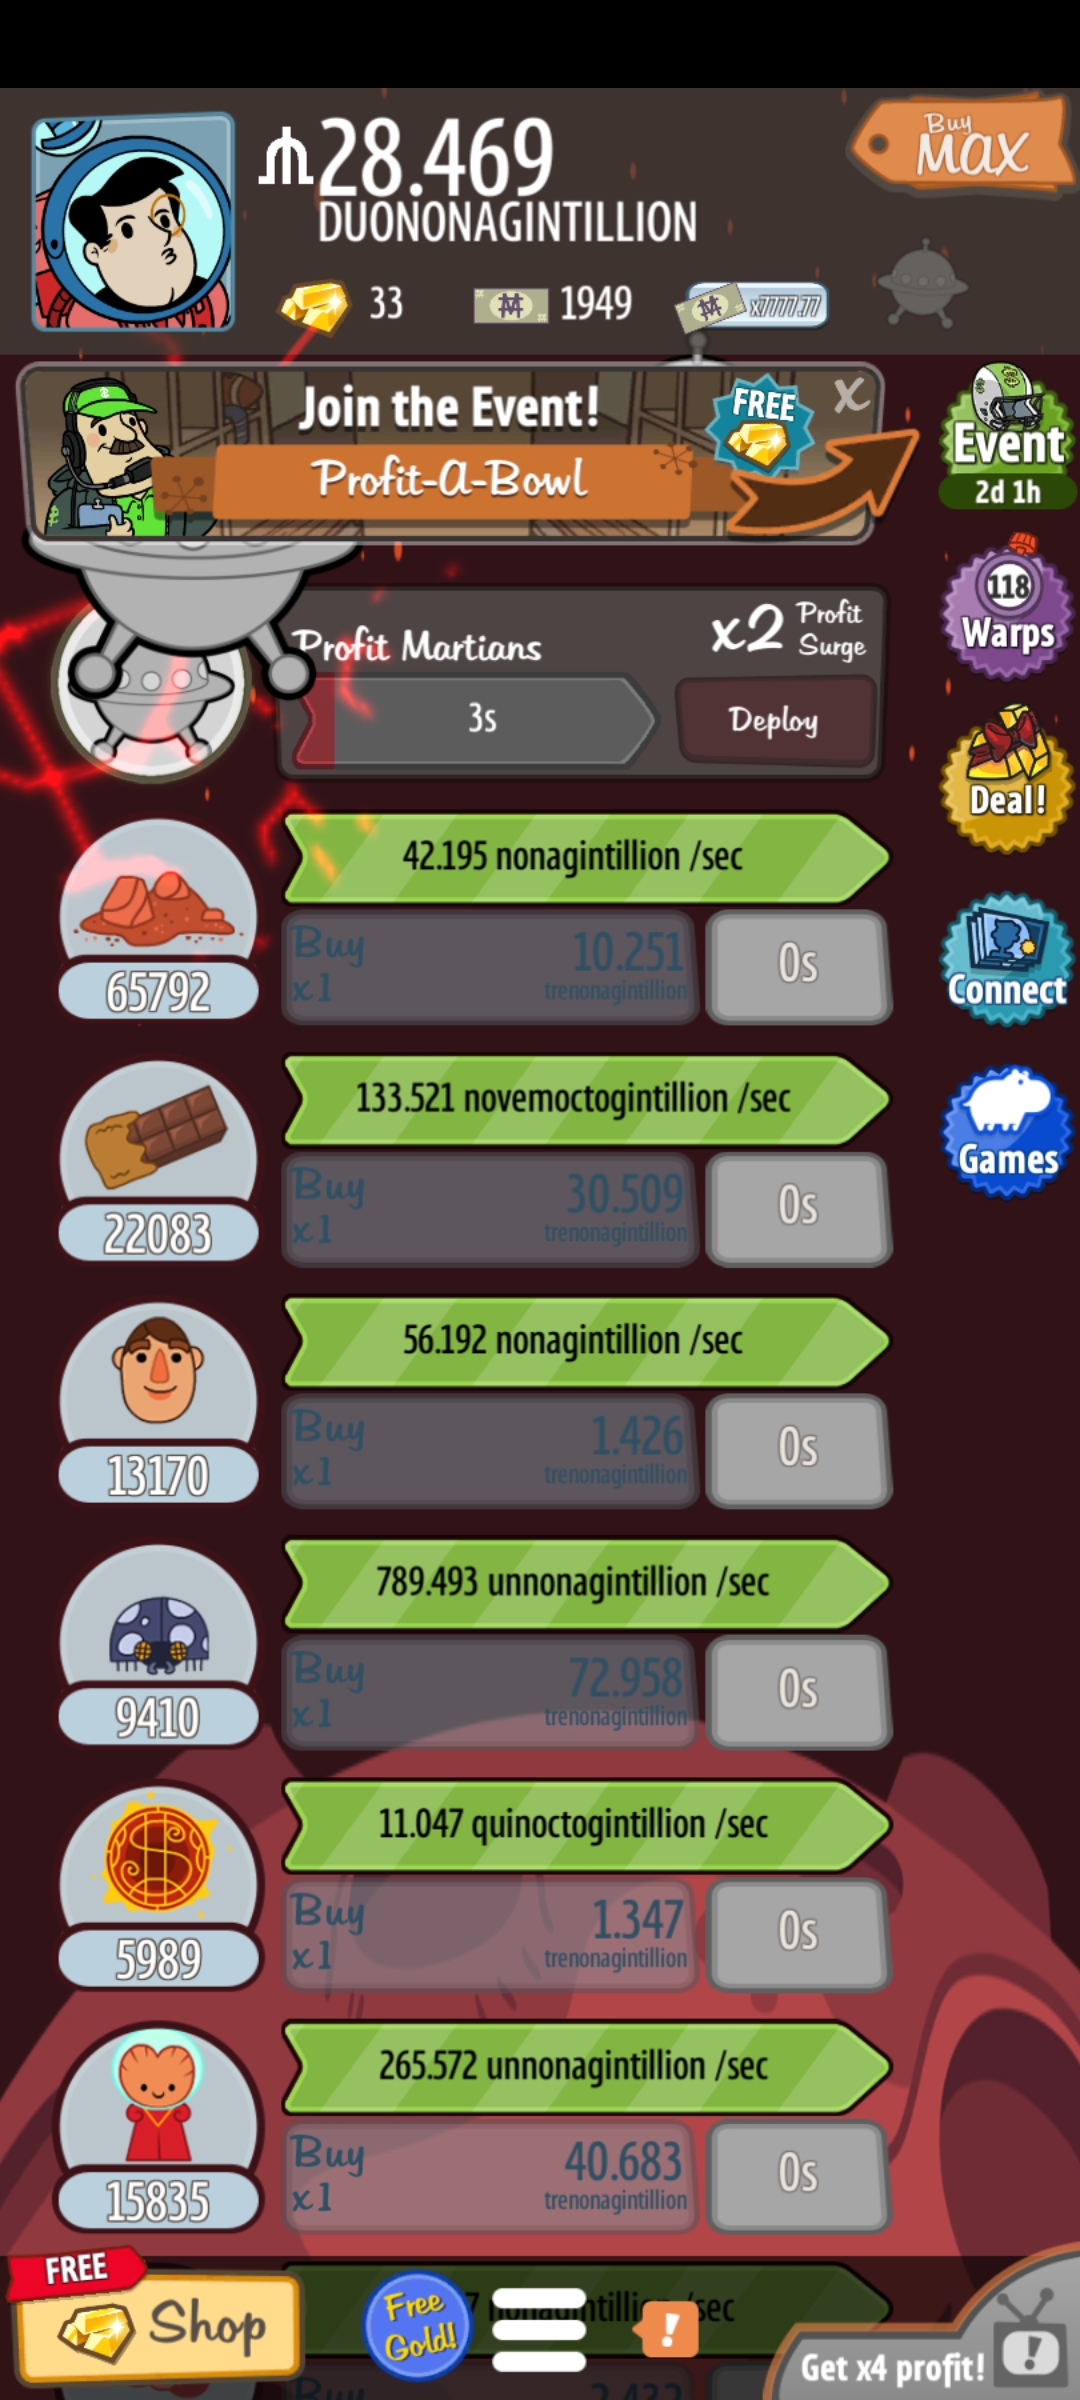 28.469
DUONONAGINTILLION
Buy
MAX
33
1949
x7777.77
Join the Event!
Profit-A-Bowl
FREE
X
Event
2d 1h
118
Warps
Profit Martians
x2 Profit Surge
3s
Deploy
Deal!
42.195 nonagintillion /sec
65792
Buy x1
10.251
trenonagintillion
0s
Connect
133.521 novemoctogintillion /sec
22083
Buy x1
30.509
trenonagintillion
0s
Games
56.192 nonagintillion /sec
13170
Buy x1
1.426
trenonagintillion
0s
789.493 unnonagintillion /sec
9410
Buy x1
72.958
trenonagintillion
0s
11.047 quinoctogintillion /sec
5989
Buy x1
1.347
trenonagintillion
0s
265.572 unnonagintillion /sec
15835
Buy x1
40.683
trenonagintillion
0s
FREE
Shop
Free Gold!
/sec
!
Get x4 profit!
!